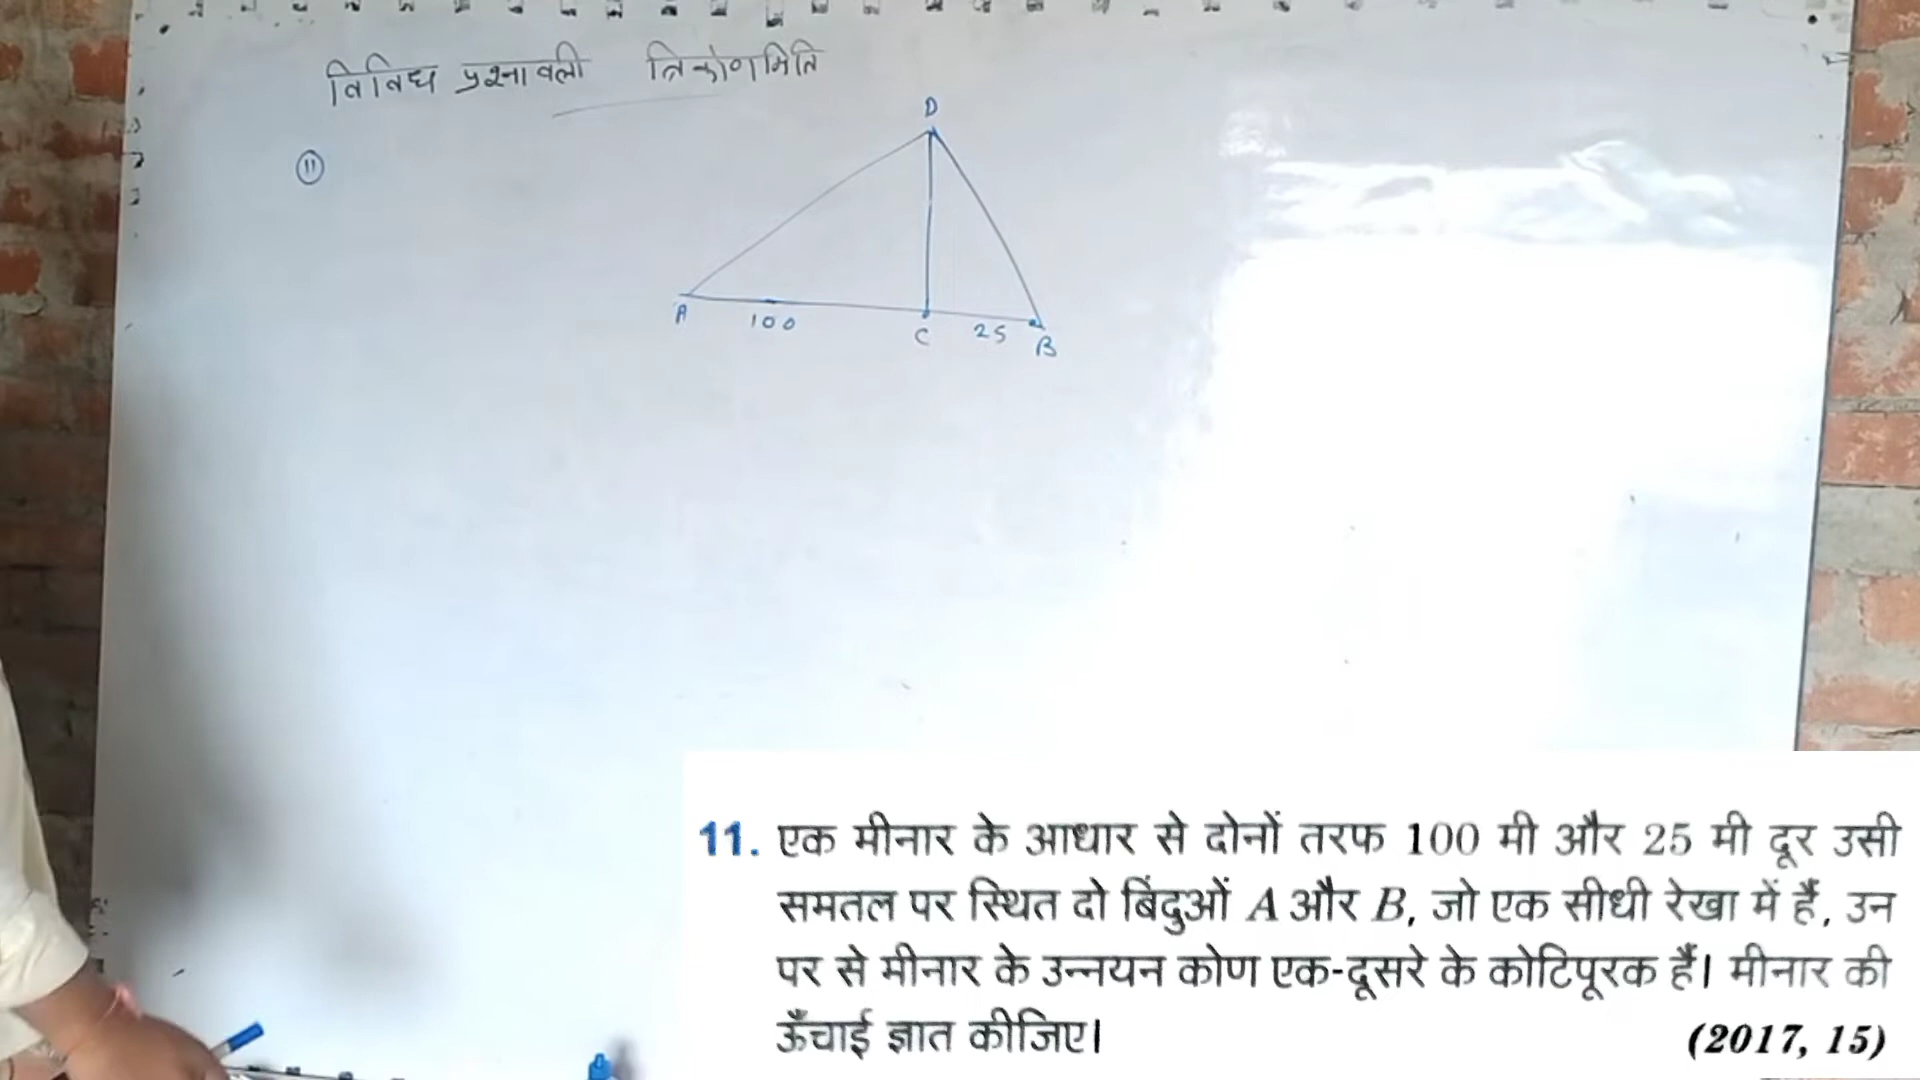 विविध प्रश्नावली त्रिकोणमिति
11
D
A 100 C 25 B
11. एक मीनार के आधार से दोनों तरफ 100 मी और 25 मी दूर उसी
समतल पर स्थित दो बिंदुओं A और B, जो एक सीधी रेखा में हैं, उन
पर से मीनार के उन्नयन कोण एक-दूसरे के कोटिपूरक हैं। मीनार की
ऊँचाई ज्ञात कीजिए।
(2017, 15)